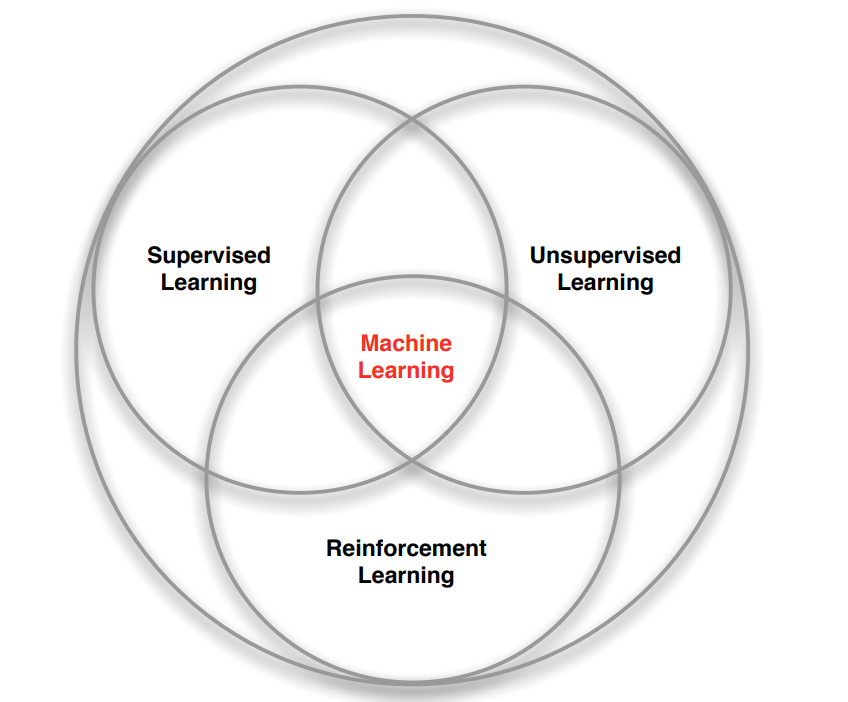 Supervised
Learning
Unsupervised
Learning
Machine
Learning
Reinforcement
Learning